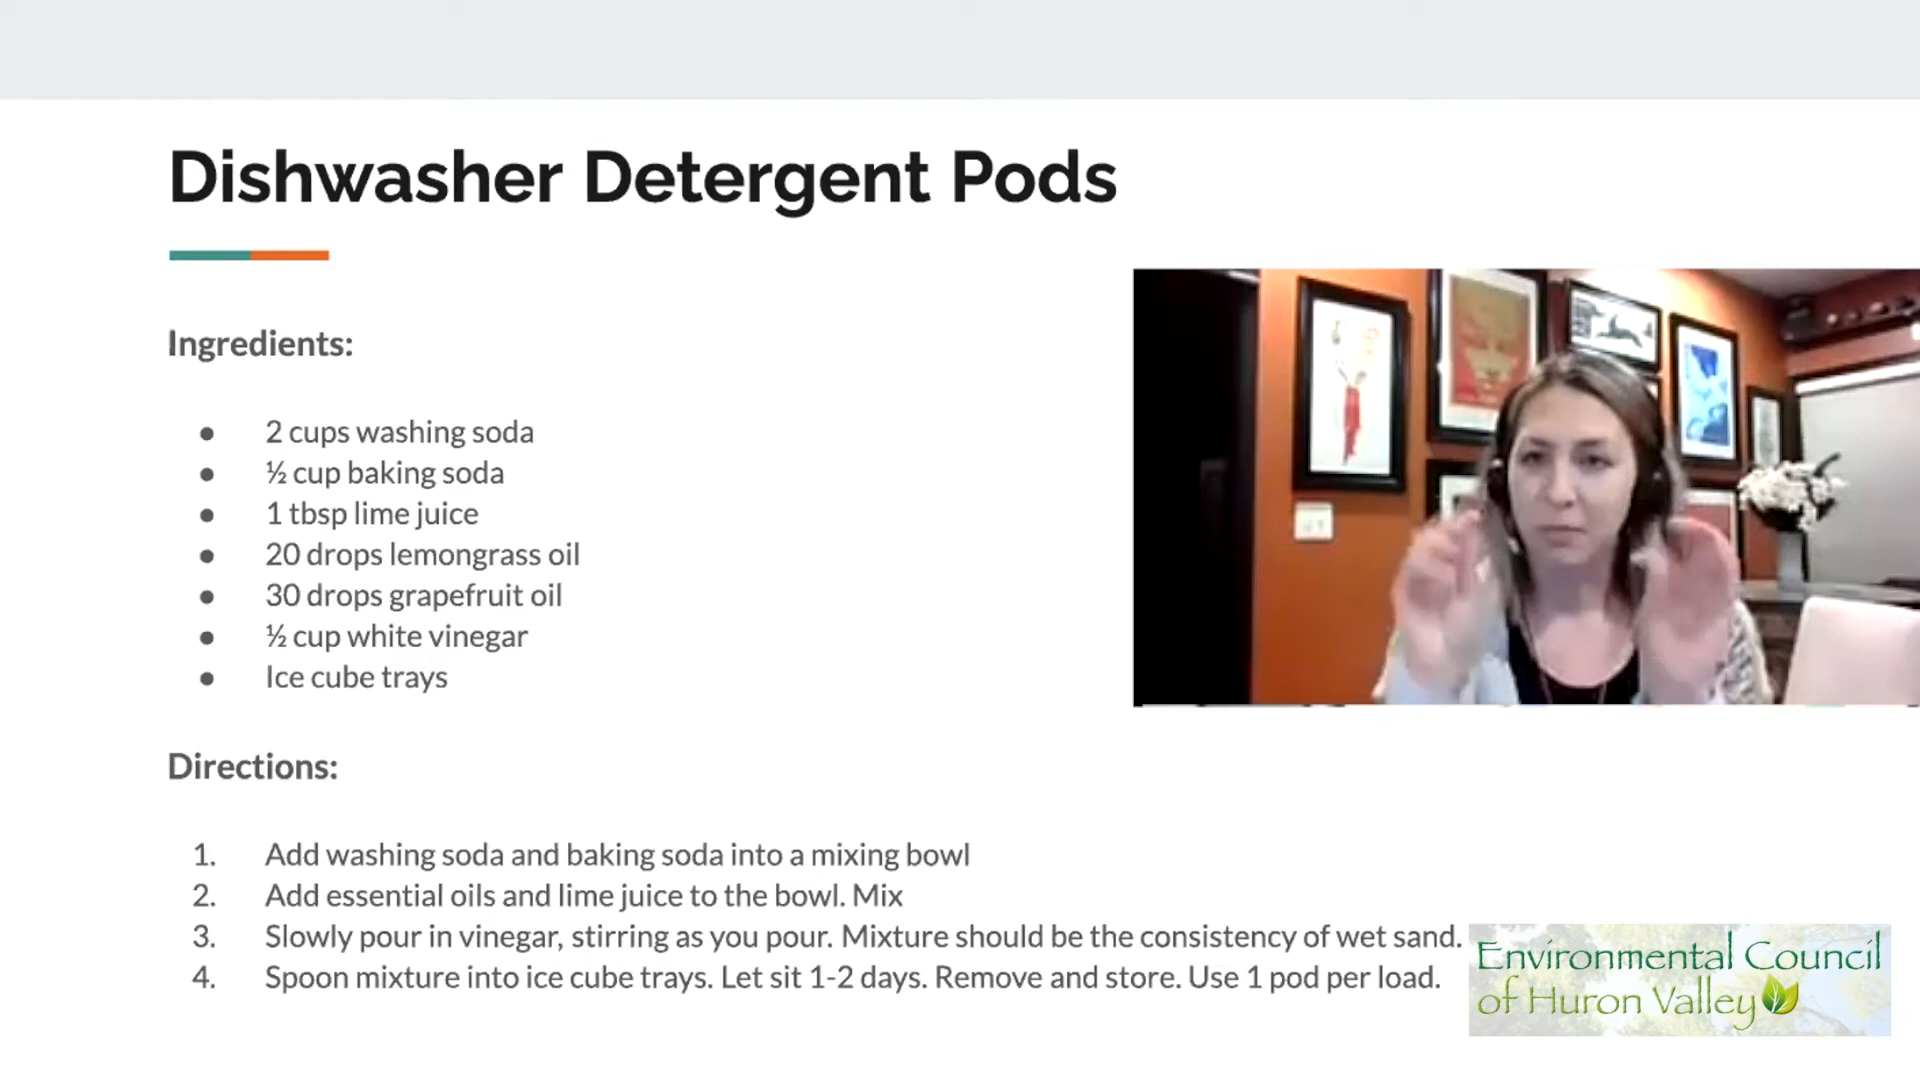 Dishwasher Detergent Pods
Ingredients:
● 2 cups washing soda
● ½ cup baking soda
● 1 tbsp lime juice
● 20 drops lemongrass oil
● 30 drops grapefruit oil
● ½ cup white vinegar
● Ice cube trays
Directions:
1. Add washing soda and baking soda into a mixing bowl
2. Add essential oils and lime juice to the bowl. Mix
3. Slowly pour in vinegar, stirring as you pour. Mixture should be the consistency of wet sand.
4. Spoon mixture into ice cube trays. Let sit 1-2 days. Remove and store. Use 1 pod per load.
Environmental Council
of Huron Valley